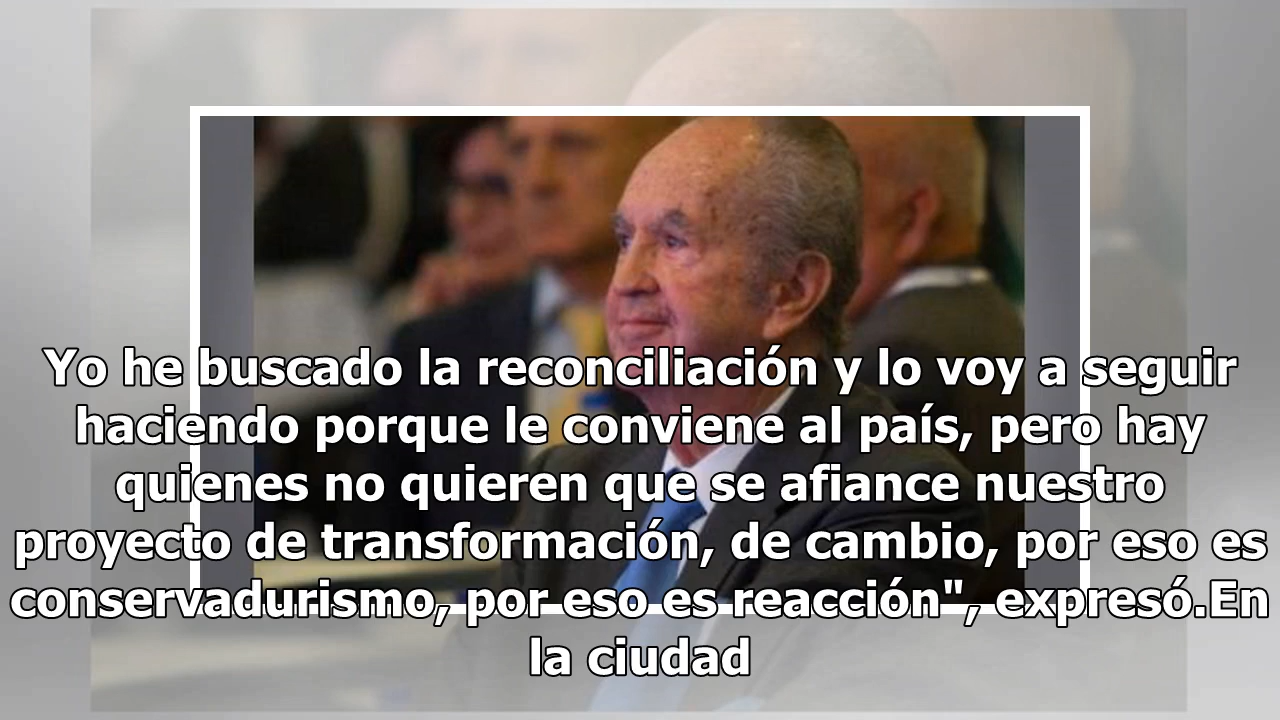 Yo he buscado la reconciliación y lo voy a seguir
haciendo porque le conviene al país, pero hay
quienes no quieren que se afiance nuestro
proyecto de transformación, de cambio, por eso es
conservadurismo, por eso es reacción", expresó.En
la ciudad